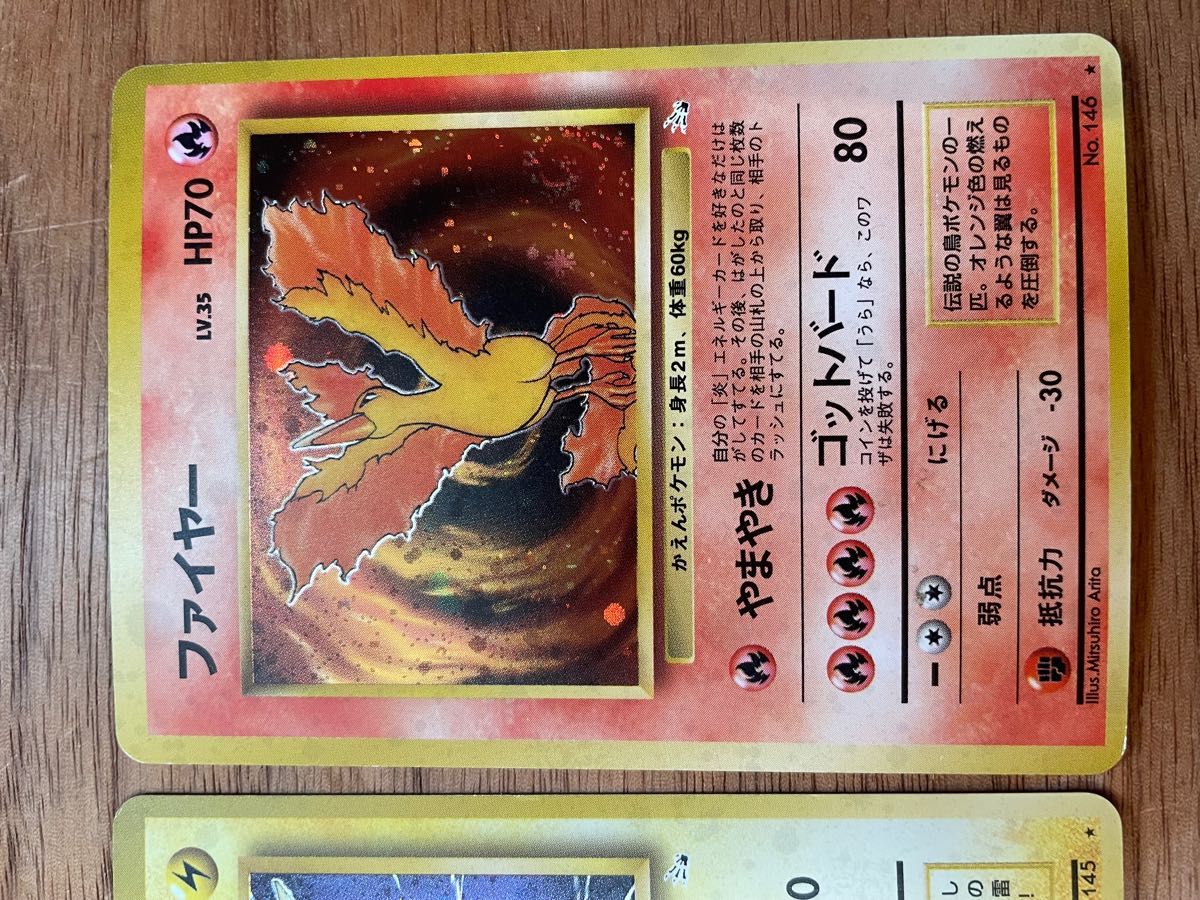 ファイヤー LV.35 HP70
かえんポケモン：身長2m、体重60kg
やまやき
自分の「炎」エネルギーカードを好きなだけは
がしてすてる。その後、はがしたのと同じ枚数
のカードを相手の山札の上から取り、相手のト
ラッシュにすてる。
ゴットバード 80
コインを投げて「うら」なら、このワ
ザは失敗する。
にげる
弱点
抵抗力 ダメージ -30
伝説の鳥ポケモンの一
匹。オレンジ色の燃え
るような翼は見るもの
を圧倒する。
Illus.Mitsuhiro Arita No. 146 ★
0
し
の雷
!
145 ★